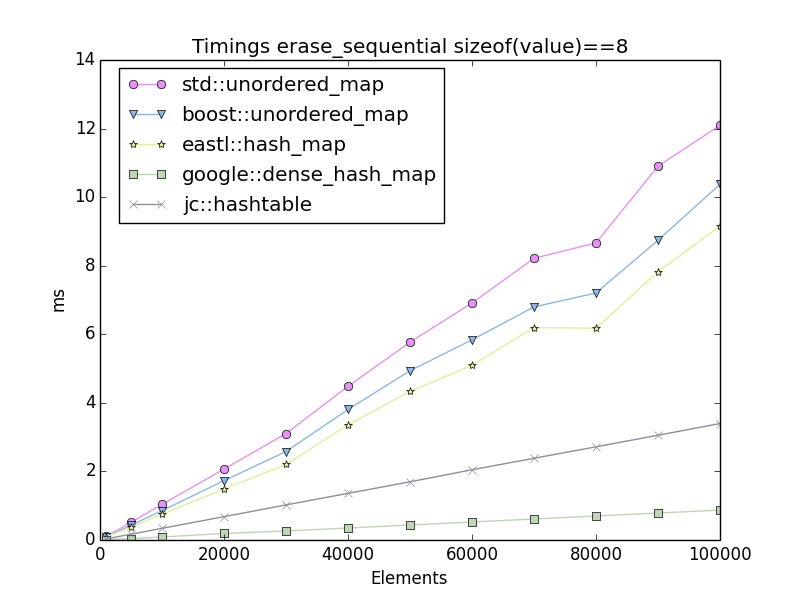 Timings erase_sequential sizeof(value)==8
14
12
10
8
6
4
2
0
ms
std::unordered_map
boost::unordered_map
eastl::hash_map
google::dense_hash_map
jc::hashtable
0 20000 40000 60000 80000 100000
Elements